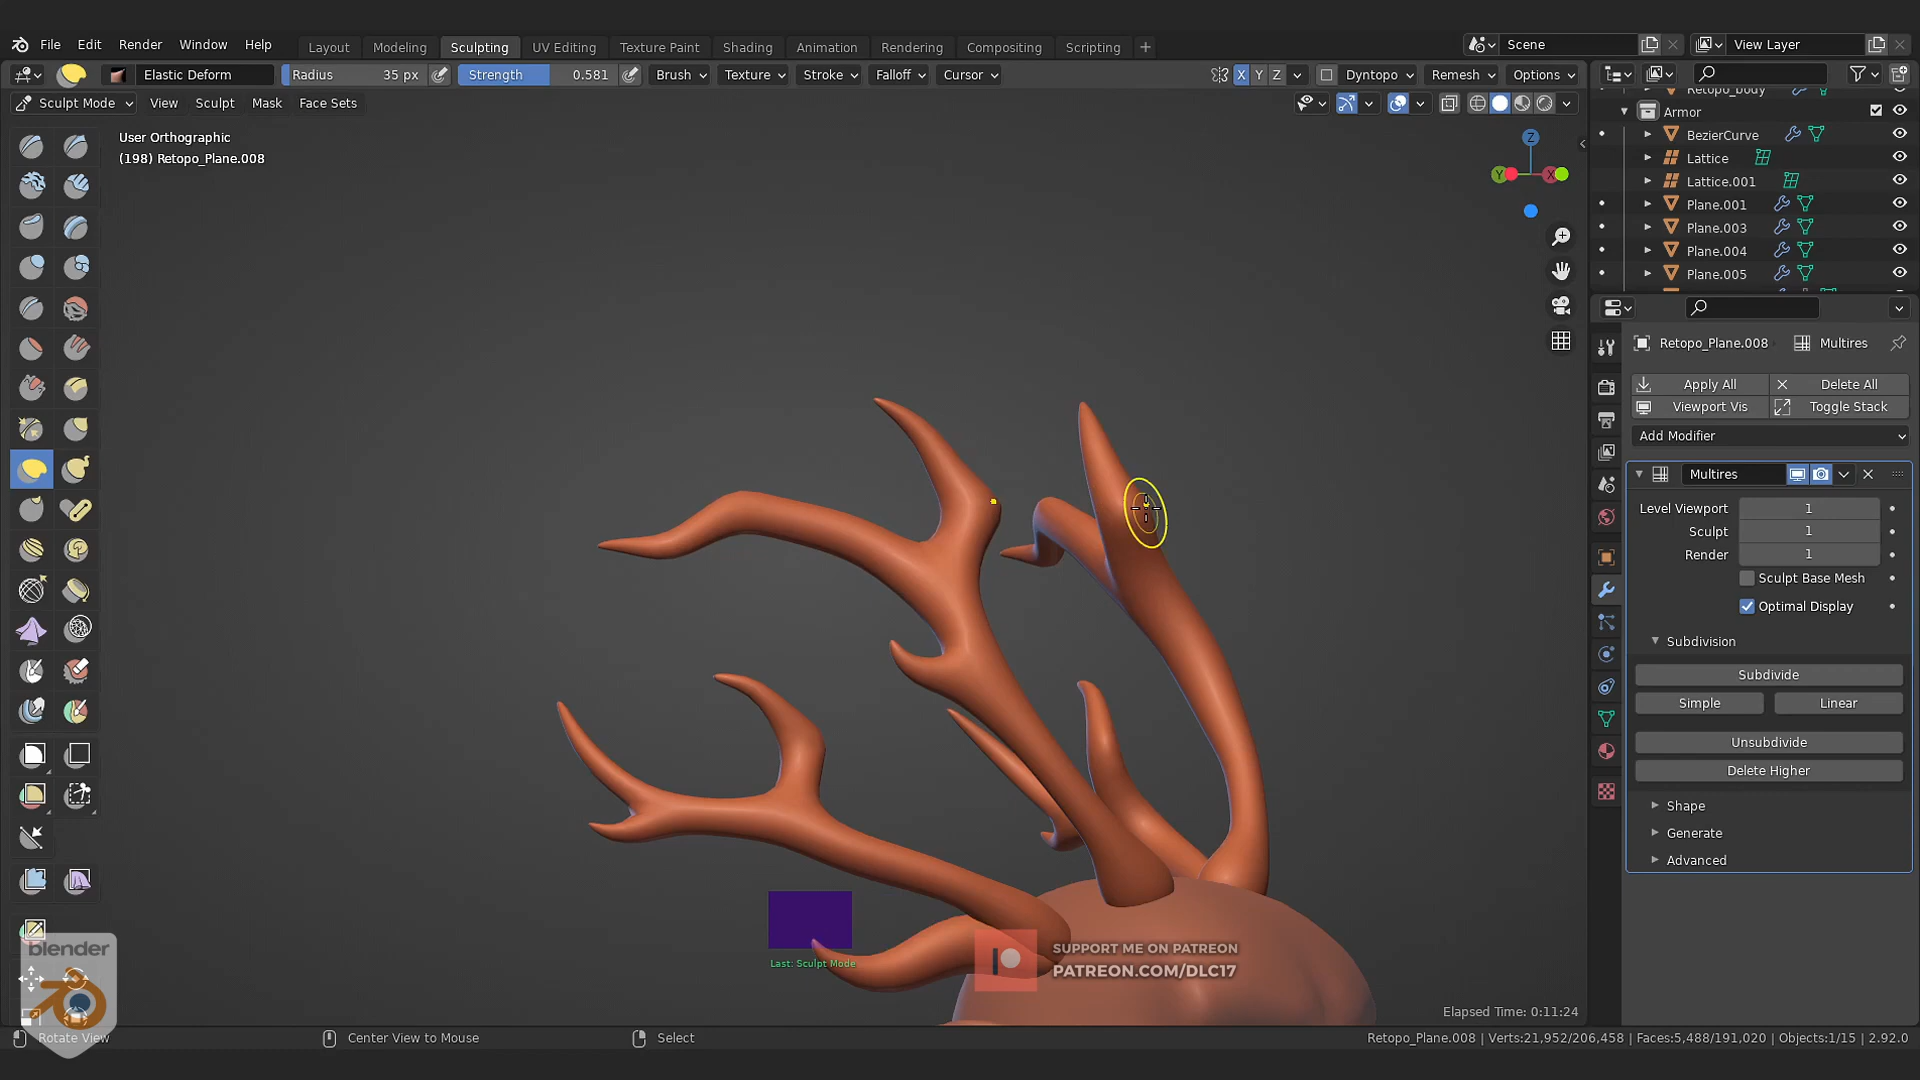 File Edit Render Window Help
Layout Modeling Sculpting UV Editing Texture Paint Shading Animation Rendering Compositing Scripting +
Scene
View Layer
Elastic Deform
Radius 35 px
Strength 0.581
Brush Texture Stroke Falloff Cursor
X Y Z
Dyntopo Remesh Options
Sculpt Mode View Sculpt Mask Face Sets
User Orthographic
(198) Retopo_Plane.008
Z
Y
X
Retopo_body
Armor
BezierCurve
Lattice
Lattice.001
Plane.001
Plane.003
Plane.004
Plane.005
Retopo_Plane.008 Multires
Apply All Delete All
Viewport Vis Toggle Stack
Add Modifier
Multires
Level Viewport 1
Sculpt 1
Render 1
Sculpt Base Mesh
Optimal Display
Subdivision
Subdivide
Simple Linear
Unsubdivide
Delete Higher
Shape
Generate
Advanced
blender
Last: Sculpt Mode
SUPPORT ME ON PATREON
PATREON.COM/DLC17
Elapsed Time: 0:11:24
Rotate View Center View to Mouse Select
Retopo_Plane.008 | Verts:21,952/206,458 | Faces:5,488/191,020 | Objects:1/15 | 2.92.0